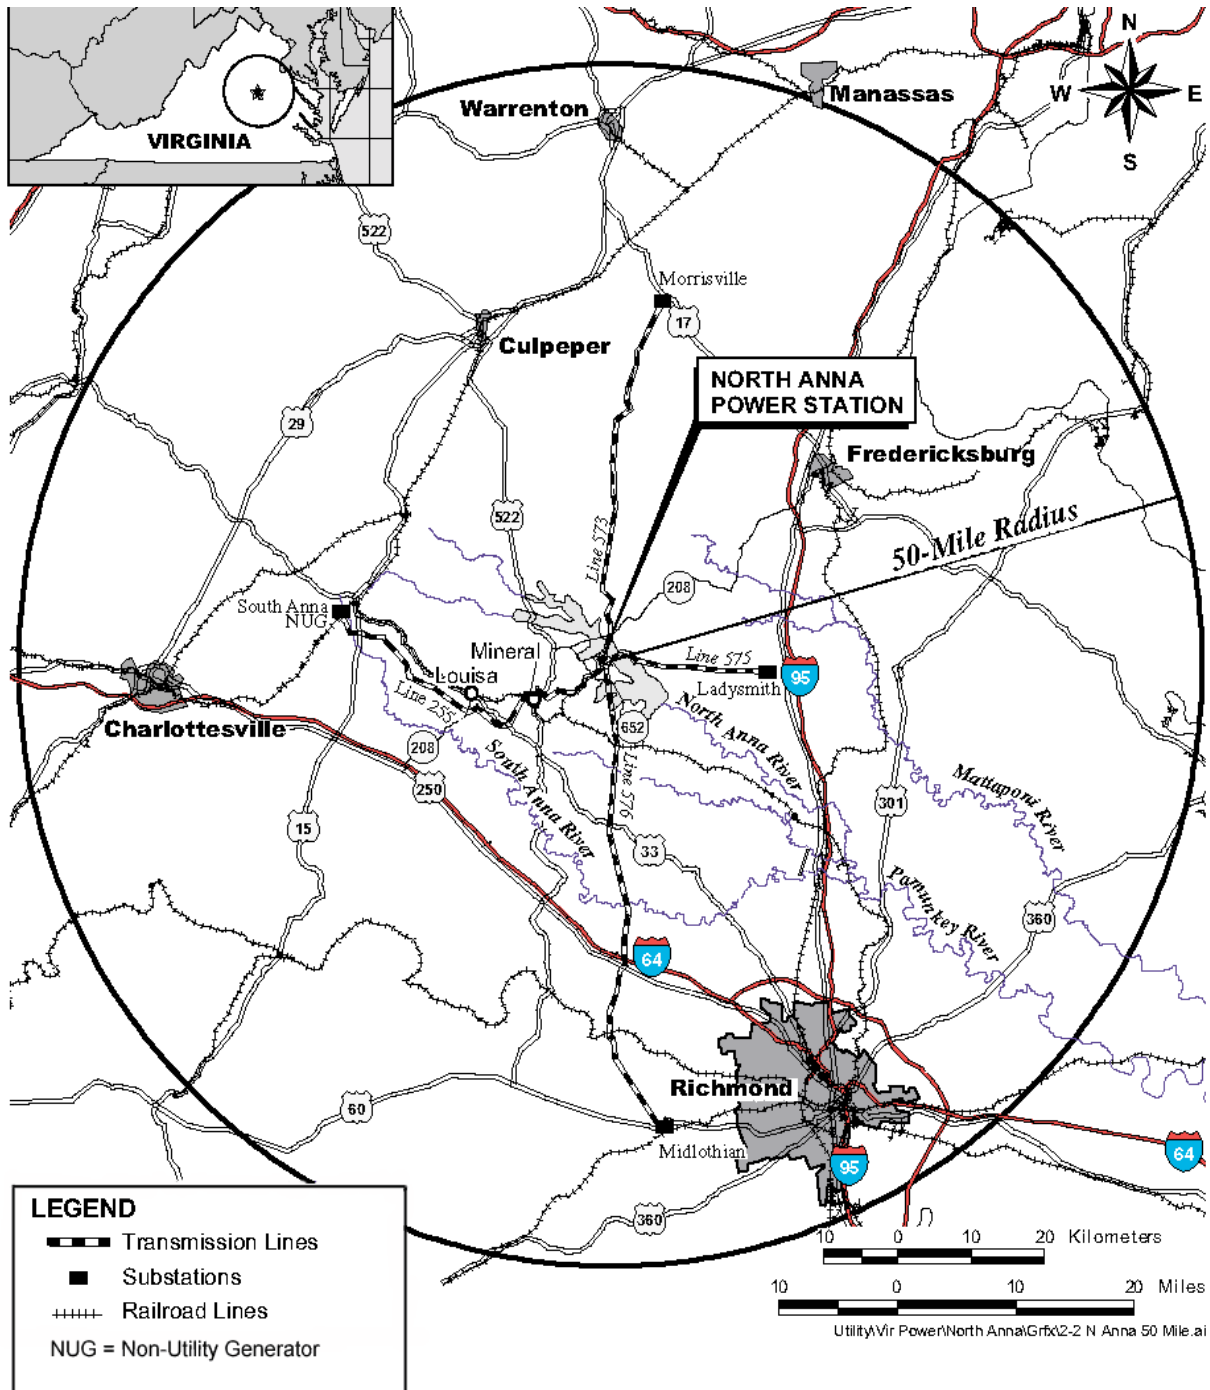 VIRGINIA
N
W
E
S
Warrenton
Manassas
522
Morrisville
17
Culpeper
NORTH ANNA
POWER STATION
29
Fredericksburg
522
50-Mile Radius
Line 573
208
South Anna
NUG
Mineral
Louisa
Line 575
Ladysmith
95
Line 255
Charlottesville
208
652
North Anna River
South Anna River
Line 576
250
Mattaponi River
301
15
33
Pamunkey River
360
64
Richmond
60
Midlothian
95
64
360
LEGEND
Transmission Lines
Substations
Railroad Lines
NUG = Non-Utility Generator
10 0 10 20 Kilometers
10 0 10 20 Miles
Utility\Vir Power\North Anna\Grfx\2-2 N Anna 50 Mile.ai